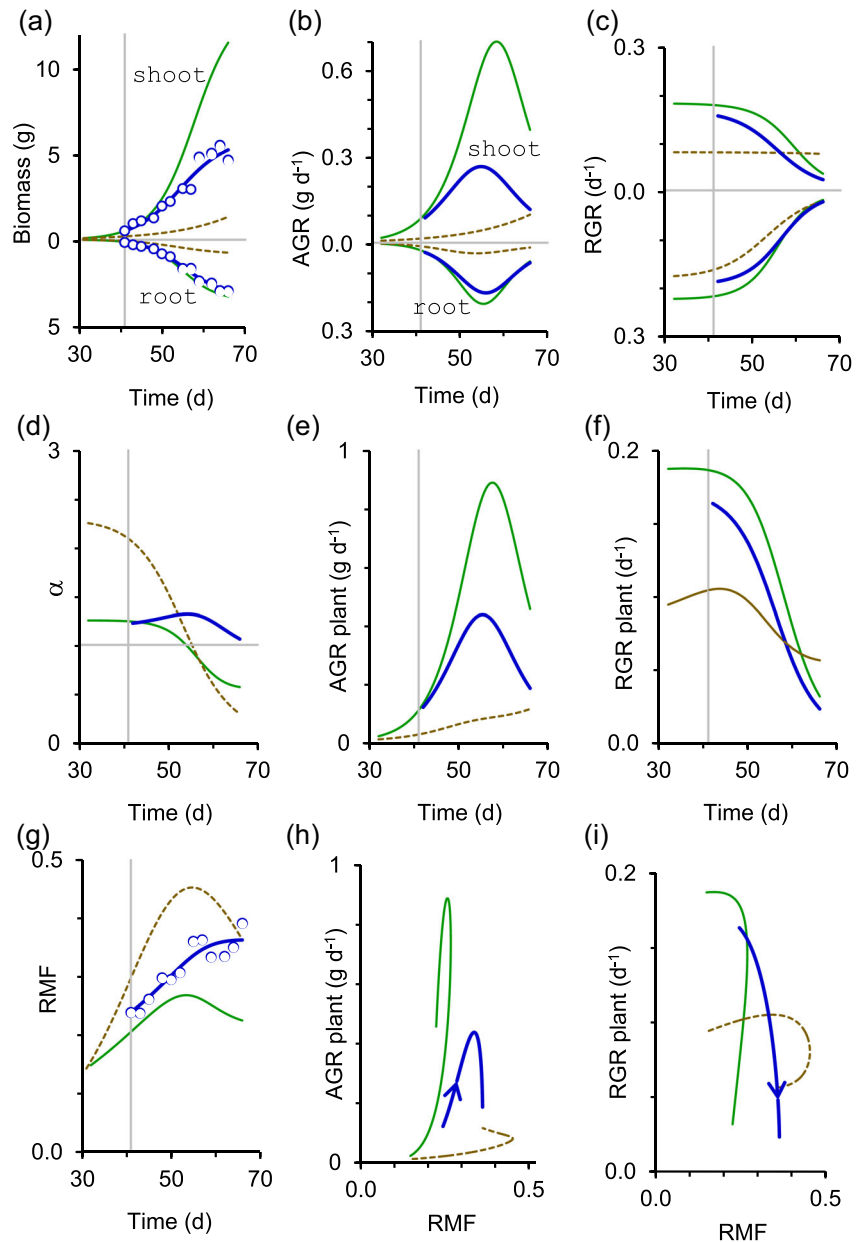 (a)
10
5
0
5
Biomass (g)
shoot
root
30
50
70
Time (d)
(b)
0.6
0.3
0.0
0.3
AGR (g d-1)
shoot
root
30
50
70
Time (d)
(c)
0.3
0.0
0.3
RGR (d-1)
30
50
70
Time (d)
(d)
3
0
α
30
50
70
Time (d)
(e)
1
0
AGR plant (g d-1)
30
50
70
Time (d)
(f)
0.2
0.0
RGR plant (d-1)
30
50
70
Time (d)
(g)
0.5
0.0
RMF
30
50
70
Time (d)
(h)
1
0
AGR plant (g d-1)
0.0
0.5
RMF
(i)
0.2
0.0
RGR plant (d-1)
0.0
0.5
RMF